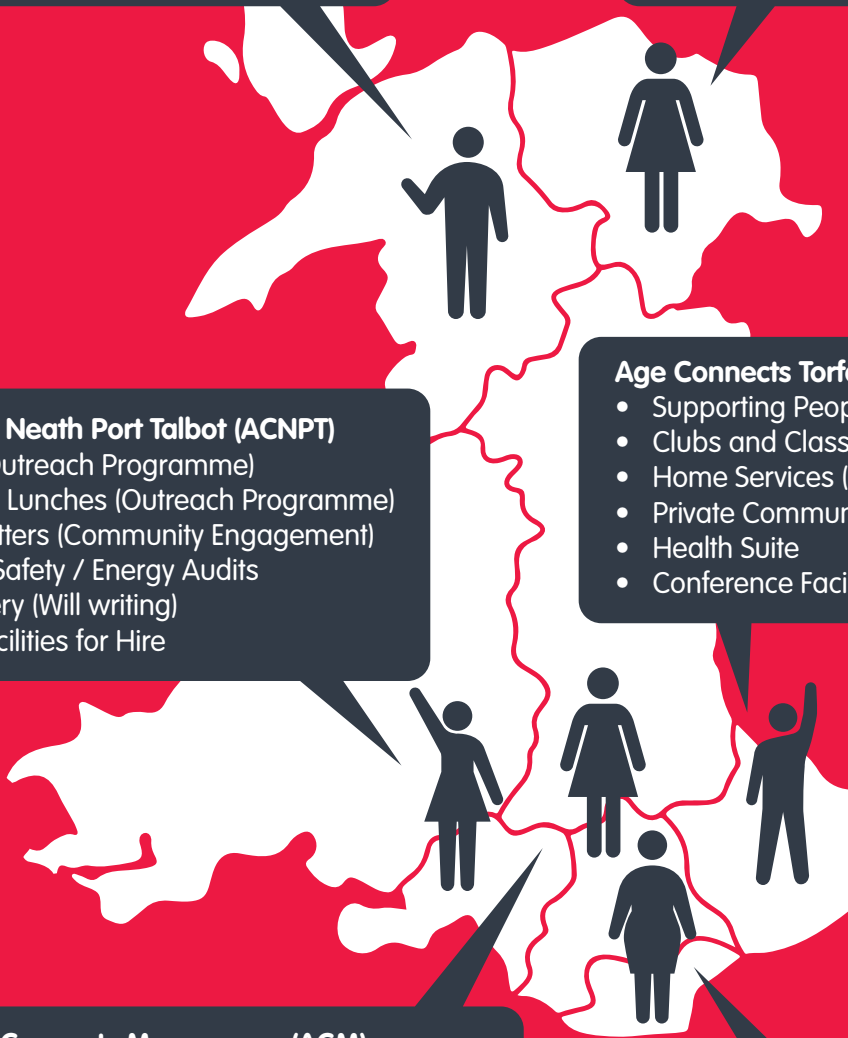 Neath Port Talbot (ACNPT)
utreach Programme)
Lunches (Outreach Programme)
tters (Community Engagement)
Safety / Energy Audits
ery (Will writing)
cilities for Hire
Age Connects Torf
• Supporting Peop
• Clubs and Class
• Home Services (
• Private Commun
• Health Suite
• Conference Faci
(ACM)